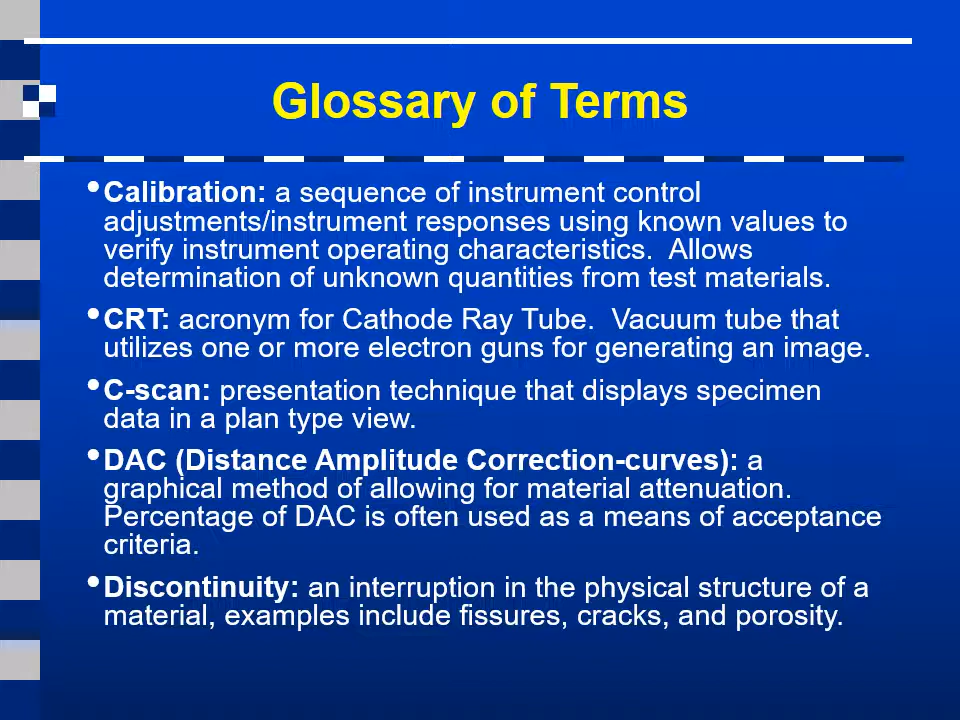 Glossary of Terms
•Calibration: a sequence of instrument control
adjustments/instrument responses using known values to
verify instrument operating characteristics.  Allows
determination of unknown quantities from test materials.
•CRT: acronym for Cathode Ray Tube.  Vacuum tube that
utilizes one or more electron guns for generating an image.
•C-scan: presentation technique that displays specimen
data in a plan type view.
•DAC (Distance Amplitude Correction-curves): a
graphical method of allowing for material attenuation.
Percentage of DAC is often used as a means of acceptance
criteria.
•Discontinuity: an interruption in the physical structure of a
material, examples include fissures, cracks, and porosity.